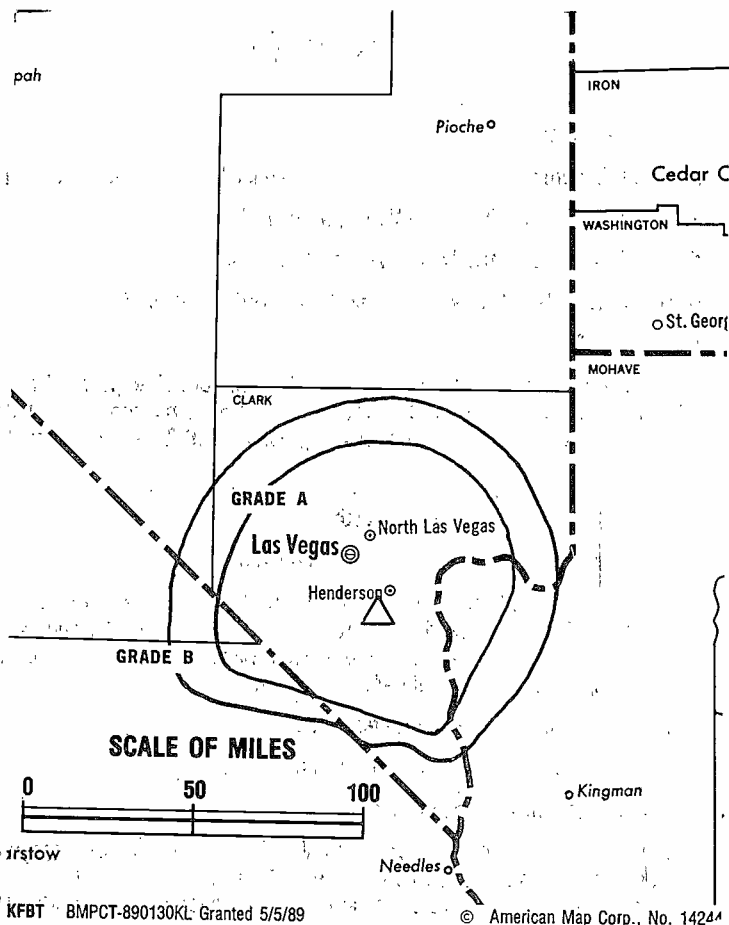 pah
IRON
Pioche
Cedar C
WASHINGTON
St. Georg
MOHAVE
CLARK
GRADE A
North Las Vegas
Las Vegas
Henderson
GRADE B
SCALE OF MILES
0 50 100
Kingman
arstow
Needles
KFBT BMPCT-890130KL Granted 5/5/89
© American Map Corp., No. 14244